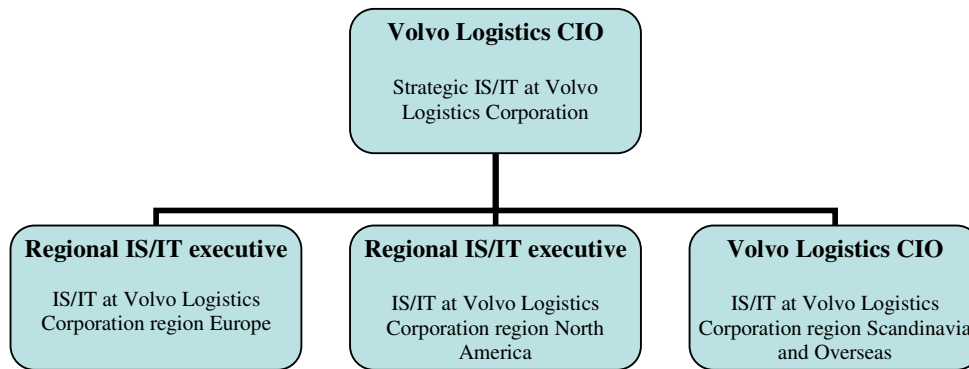 Volvo Logistics CIO
Strategic IS/IT at Volvo
Logistics Corporation
Regional IS/IT executive
IS/IT at Volvo Logistics
Corporation region Europe
Regional IS/IT executive
IS/IT at Volvo Logistics
Corporation region North
America
Volvo Logistics CIO
IS/IT at Volvo Logistics
Corporation region Scandinavia
and Overseas